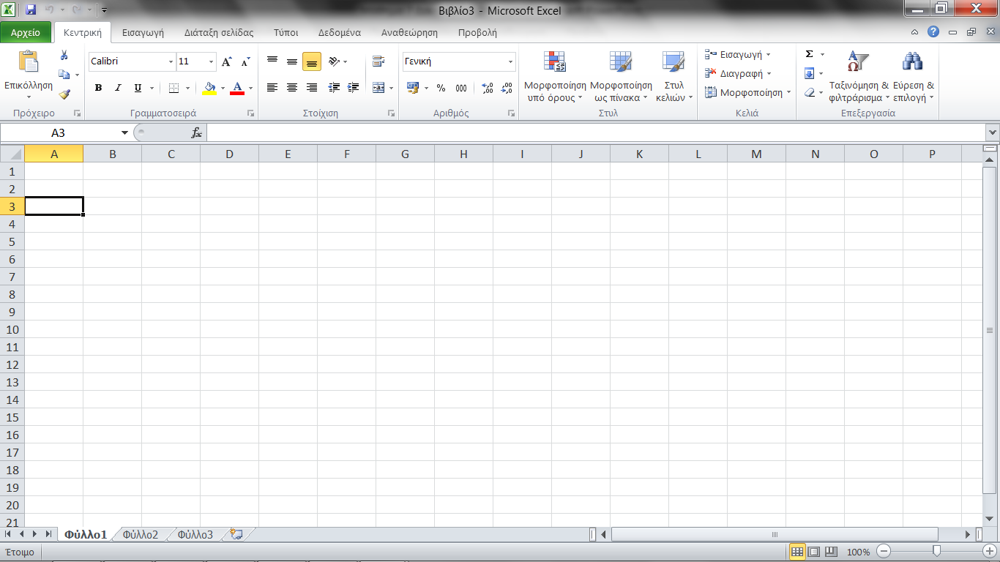 Βιβλίο3 - Microsoft Excel
Αρχείο Κεντρική Εισαγωγή Διάταξη σελίδας Τύποι Δεδομένα Αναθεώρηση Προβολή
Επικόλληση
Πρόχειρο
Calibri 11
B I U A
Γραμματοσειρά
Στοίχιση
Γενική
% 000
Αριθμός
Μορφοποίηση υπό όρους
Μορφοποίηση ως πίνακα
Στυλ κελιών
Στυλ
Εισαγωγή
Διαγραφή
Μορφοποίηση
Κελιά
Σ
Ταξινόμηση & φιλτράρισμα
Εύρεση & επιλογή
Επεξεργασία
A3 fx
A B C D E F G H I J K L M N O P
1
2
3
4
5
6
7
8
9
10
11
12
13
14
15
16
17
18
19
20
21
Φύλλο1 Φύλλο2 Φύλλο3
Έτοιμο 100%